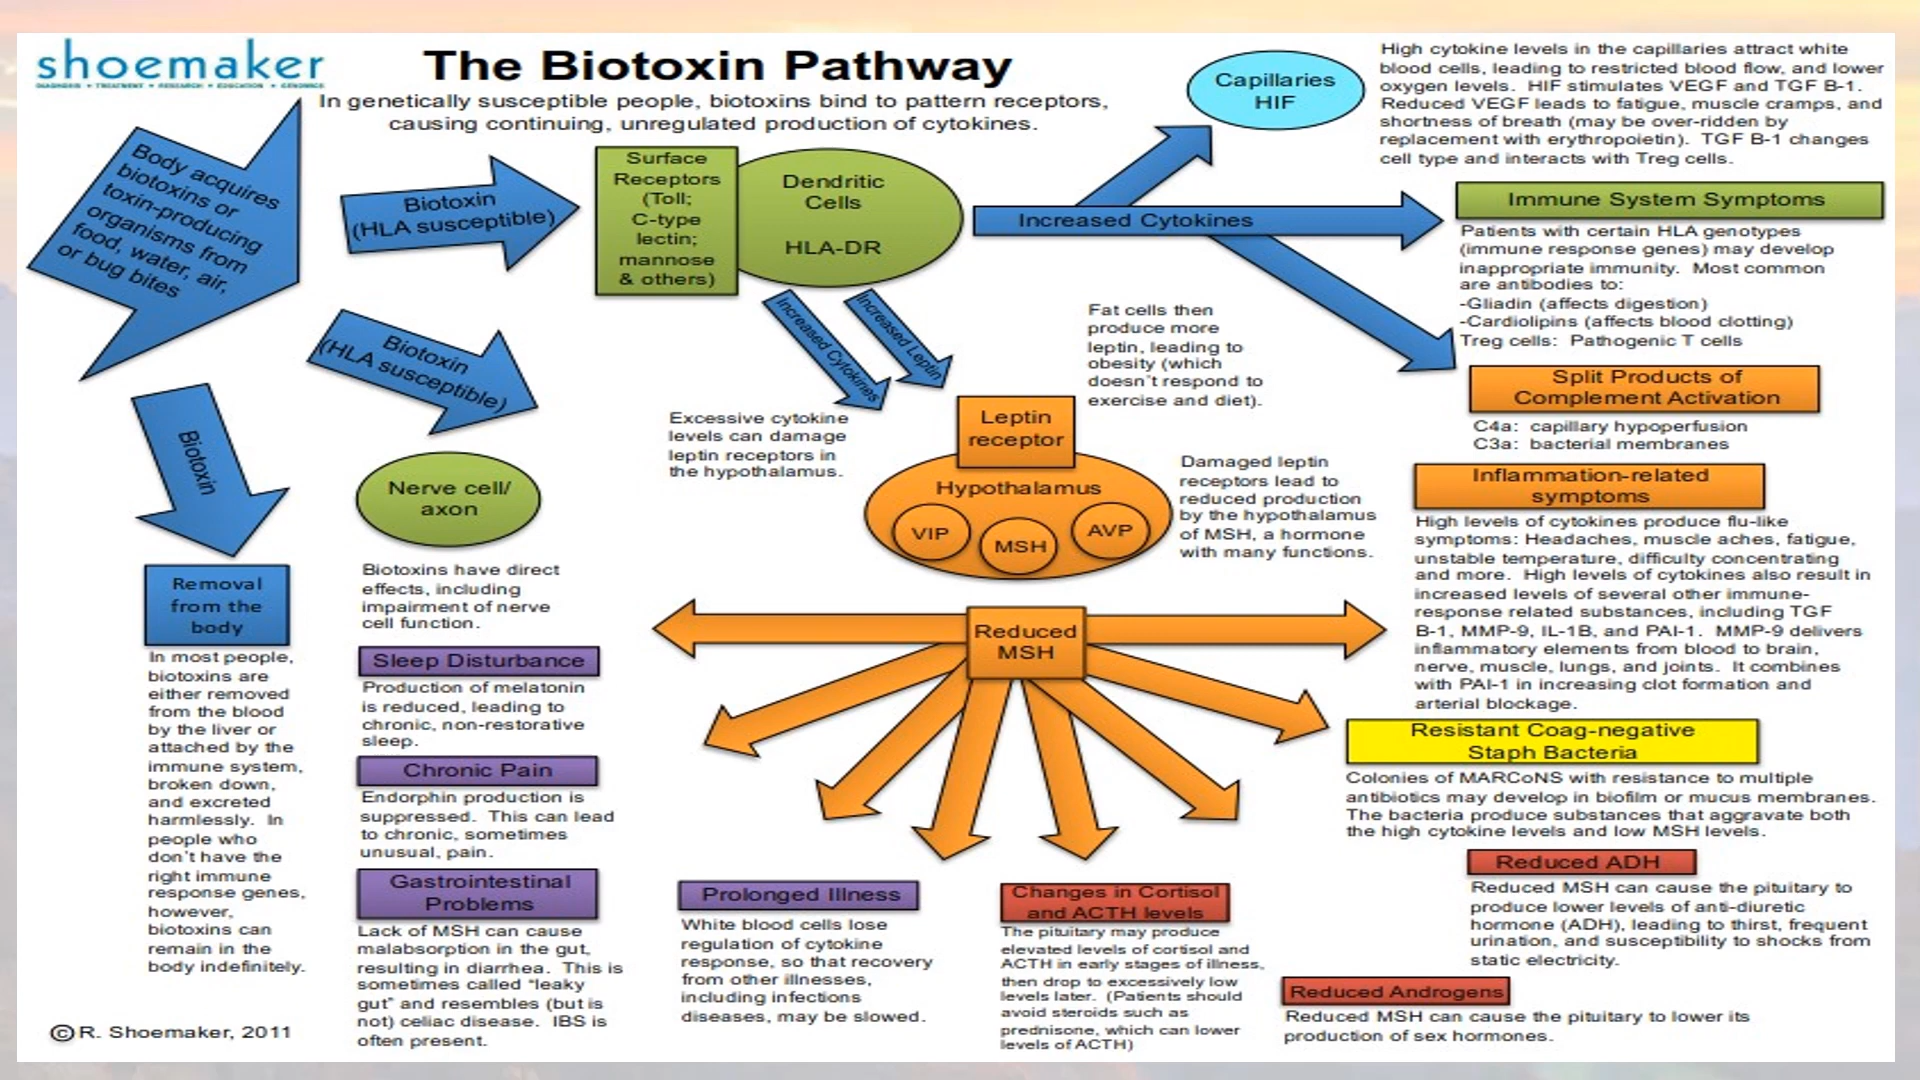 shoemaker
DIAGNOSIS • TREATMENT • RESEARCH • EDUCATION • GENOMICS
The Biotoxin Pathway
In genetically susceptible people, biotoxins bind to pattern receptors,
causing continuing, unregulated production of cytokines.
Body acquires
biotoxins or
toxin-producing
organisms from
food, water, air,
or bug bites
Biotoxin
(HLA susceptible)
Surface
Receptors
(Toll;
C-type
lectin;
mannose
& others)
Dendritic
Cells
HLA-DR
Increased Cytokines
Capillaries
HIF
High cytokine levels in the capillaries attract white
blood cells, leading to restricted blood flow, and lower
oxygen levels. HIF stimulates VEGF and TGF B-1.
Reduced VEGF leads to fatigue, muscle cramps, and
shortness of breath (may be over-ridden by
replacement with erythropoietin). TGF B-1 changes
cell type and interacts with Treg cells.
Immune System Symptoms
Patients with certain HLA genotypes
(immune response genes) may develop
inappropriate immunity. Most common
are antibodies to:
-Gliadin (affects digestion)
-Cardiolipins (affects blood clotting)
Treg cells: Pathogenic T cells
Split Products of
Complement Activation
C4a: capillary hypoperfusion
C3a: bacterial membranes
Biotoxin
(HLA susceptible)
Biotoxin
Increased Cytokines
Increased Leptin
Excessive cytokine
levels can damage
leptin receptors in
the hypothalamus.
Fat cells then
produce more
leptin, leading to
obesity (which
doesn't respond to
exercise and diet).
Leptin
receptor
Hypothalamus
VIP
MSH
AVP
Damaged leptin
receptors lead to
reduced production
by the hypothalamus
of MSH, a hormone
with many functions.
Inflammation-related
symptoms
High levels of cytokines produce flu-like
symptoms: Headaches, muscle aches, fatigue,
unstable temperature, difficulty concentrating
and more. High levels of cytokines also result in
increased levels of several other immune-
response related substances, including TGF
B-1, MMP-9, IL-1B, and PAI-1. MMP-9 delivers
inflammatory elements from blood to brain,
nerve, muscle, lungs, and joints. It combines
with PAI-1 in increasing clot formation and
arterial blockage.
Removal
from the
body
In most people,
biotoxins are
either removed
from the blood
by the liver or
attached by the
immune system,
broken down,
and excreted
harmlessly. In
people who
don't have the
right immune
response genes,
however,
biotoxins can
remain in the
body indefinitely.
Nerve cell/
axon
Biotoxins have direct
effects, including
impairment of nerve
cell function.
Sleep Disturbance
Production of melatonin
is reduced, leading to
chronic, non-restorative
sleep.
Chronic Pain
Endorphin production is
suppressed. This can lead
to chronic, sometimes
unusual, pain.
Gastrointestinal
Problems
Lack of MSH can cause
malabsorption in the gut,
resulting in diarrhea. This is
sometimes called "leaky
gut" and resembles (but is
not) celiac disease. IBS is
often present.
Reduced
MSH
Prolonged Illness
White blood cells lose
regulation of cytokine
response, so that recovery
from other illnesses,
including infections
diseases, may be slowed.
Changes in Cortisol
and ACTH levels
The pituitary may produce
elevated levels of cortisol and
ACTH in early stages of illness,
then drop to excessively low
levels later. (Patients should
avoid steroids such as
prednisone, which can lower
levels of ACTH)
Resistant Coag-negative
Staph Bacteria
Colonies of MARCoNS with resistance to multiple
antibiotics may develop in biofilm or mucus membranes.
The bacteria produce substances that aggravate both
the high cytokine levels and low MSH levels.
Reduced ADH
Reduced MSH can cause the pituitary to
produce lower levels of anti-diuretic
hormone (ADH), leading to thirst, frequent
urination, and susceptibility to shocks from
static electricity.
Reduced Androgens
Reduced MSH can cause the pituitary to lower its
production of sex hormones.
© R. Shoemaker, 2011